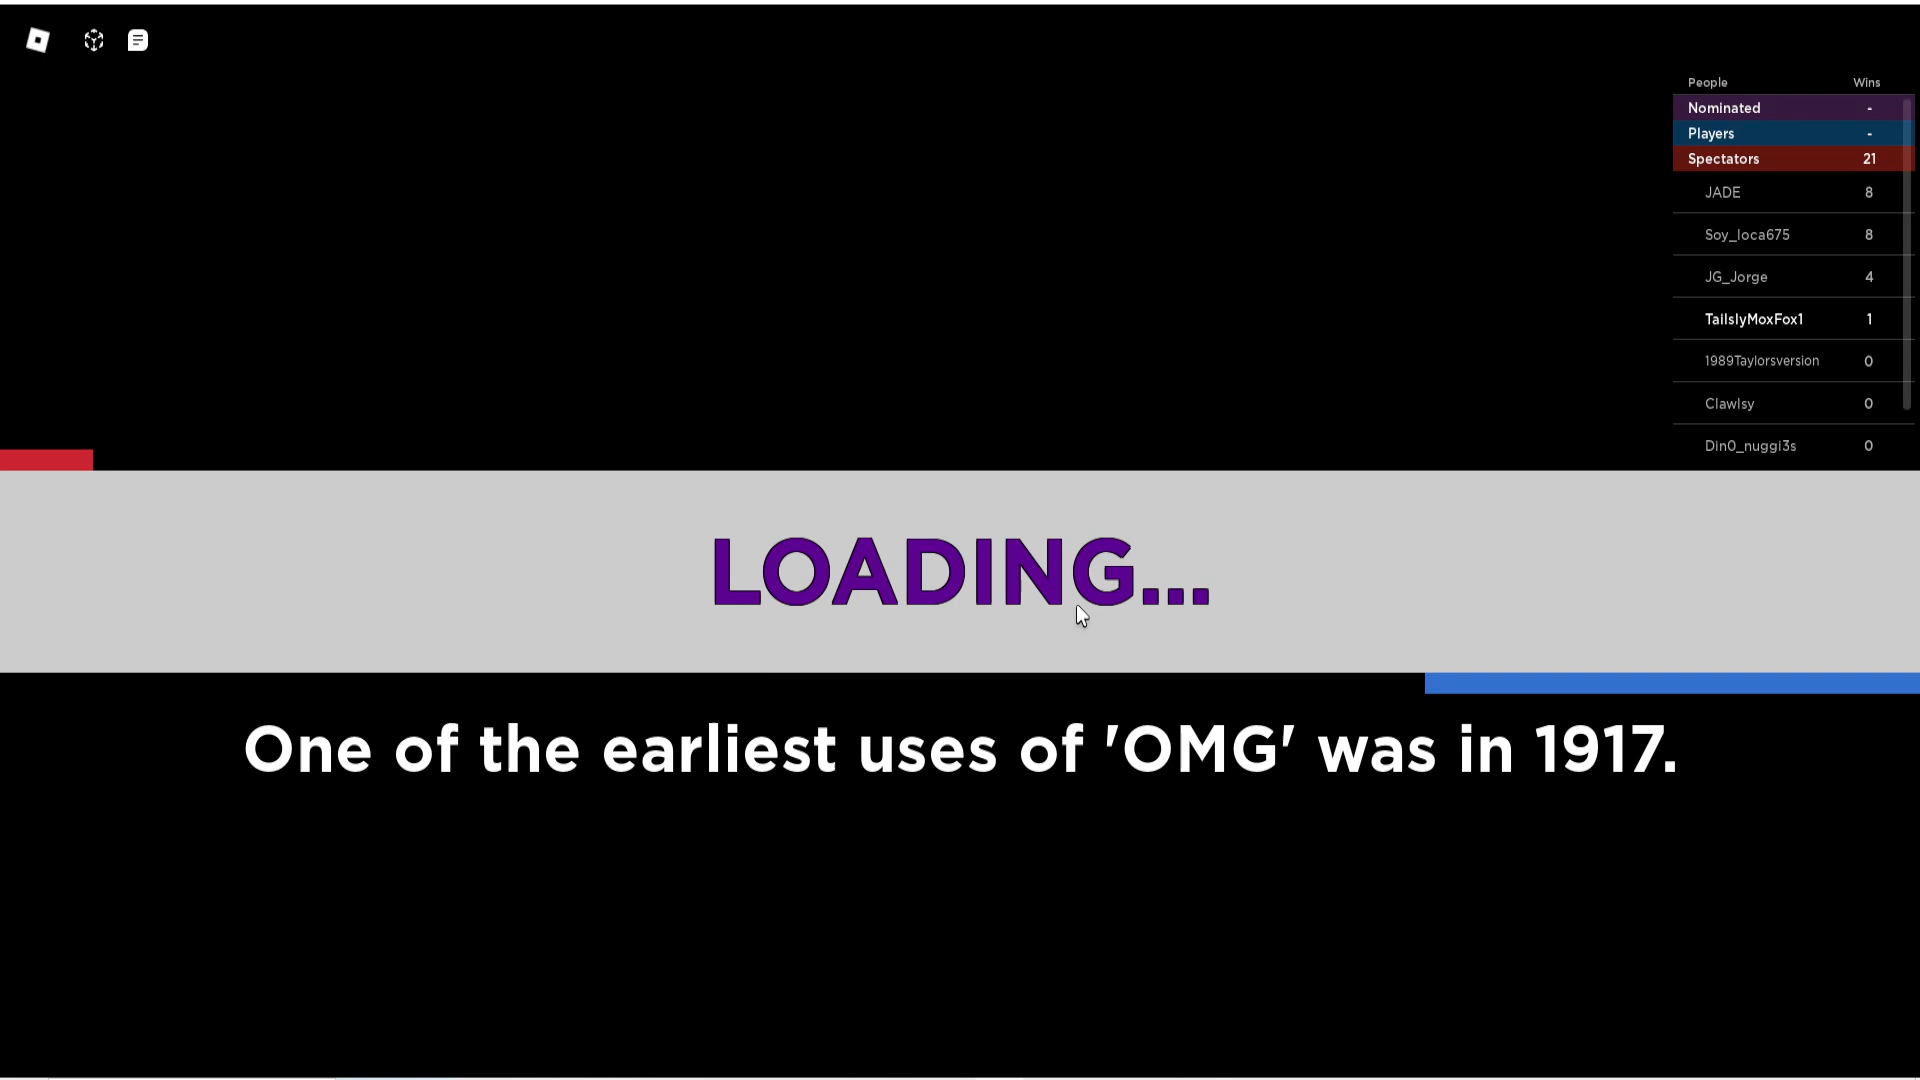 People Wins
Nominated -
Players -
Spectators 21
JADE 8
Soy_loca675 8
JG_Jorge 4
TailslyMoxFox1 1
1989Taylorsversion 0
Clawlsy 0
Din0_nuggi3s 0
LOADING...
One of the earliest uses of 'OMG' was in 1917.